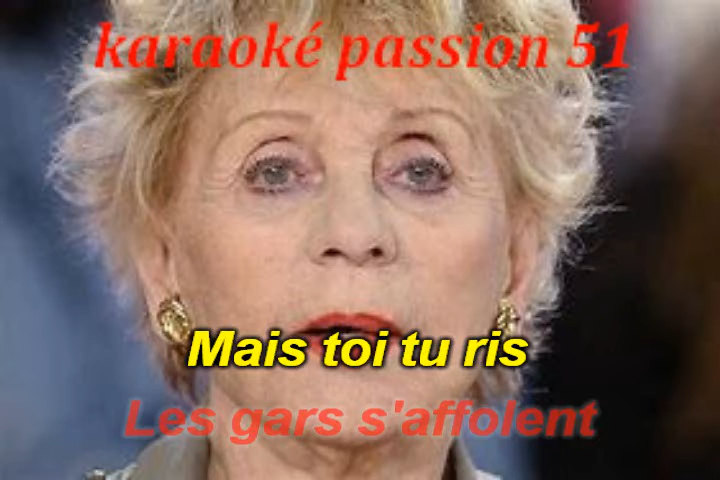 karaoké passion 51
Mais toi tu ris
Les gars s'affolent